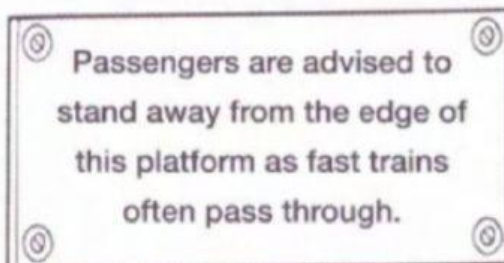 Passengers are advised to
stand away from the edge of
this platform as fast trains
often pass through.